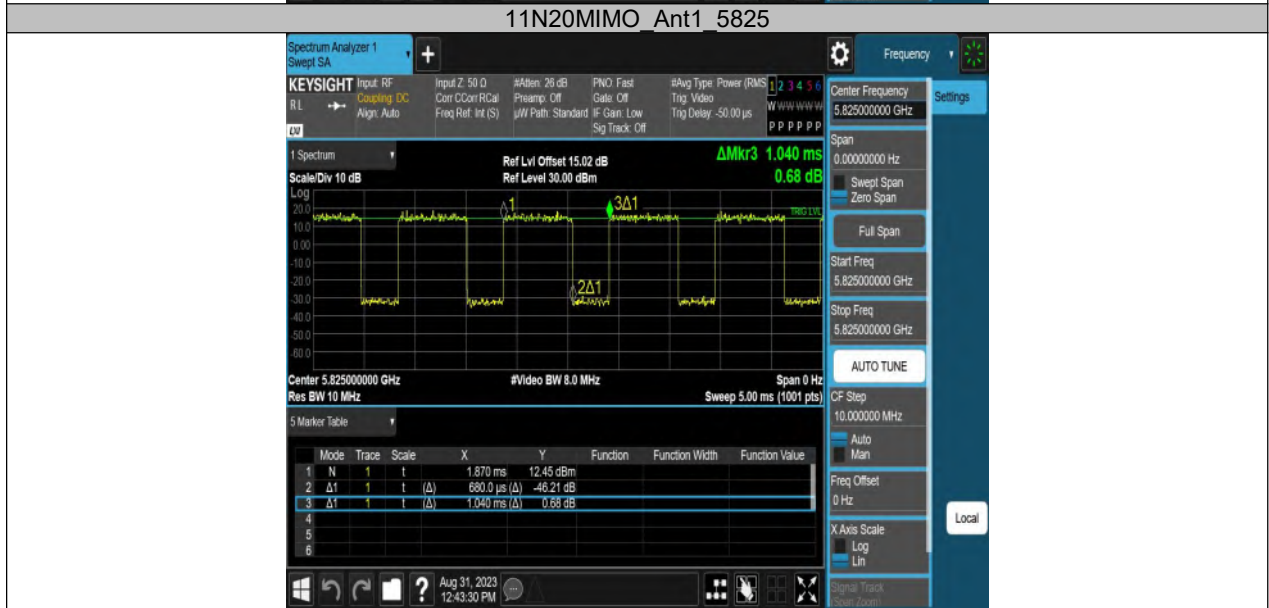 11N20MIMO_Ant1_5825
Spectrum Analyzer 1
Swept SA
+
Frequency
KEYSIGHT Input: RF
Coupling: DC
Align: Auto
RL
LXI
Input Z: 50 Ω
Corr CCorr RCal
Freq Ref: Int (S)
#Atten: 26 dB
Preamp: Off
µW Path: Standard
PNO: Fast
Gate: Off
IF Gain: Low
Sig Track: Off
#Avg Type: Power (RMS
Trig: Video
Trig Delay: -50.00 µs
1 2 3 4 5 6
W W W W W W
P P P P P P
1 Spectrum
Scale/Div 10 dB
Ref Lvl Offset 15.02 dB
Ref Level 30.00 dBm
ΔMkr3 1.040 ms
0.68 dB
Log
20.0
10.0
0.00
-10.0
-20.0
-30.0
-40.0
-50.0
-60.0
1
3Δ1
2Δ1
TRIG LVL
Center 5.825000000 GHz
#Video BW 8.0 MHz
Span 0 Hz
Res BW 10 MHz
Sweep 5.00 ms (1001 pts)
5 Marker Table
Mode Trace Scale X Y Function Function Width Function Value
1 N 1 t 1.870 ms 12.45 dBm
2 Δ1 1 t (Δ) 680.0 µs (Δ) -46.21 dB
3 Δ1 1 t (Δ) 1.040 ms (Δ) 0.68 dB
4
5
6
Center Frequency
5.825000000 GHz
Settings
Span
0.00000000 Hz
Swept Span
Zero Span
Full Span
Start Freq
5.825000000 GHz
Stop Freq
5.825000000 GHz
AUTO TUNE
CF Step
10.000000 MHz
Auto
Man
Freq Offset
0 Hz
X Axis Scale
Log
Lin
Local
Signal Track
(Span Zoom)
?
Aug 31, 2023
12:43:30 PM